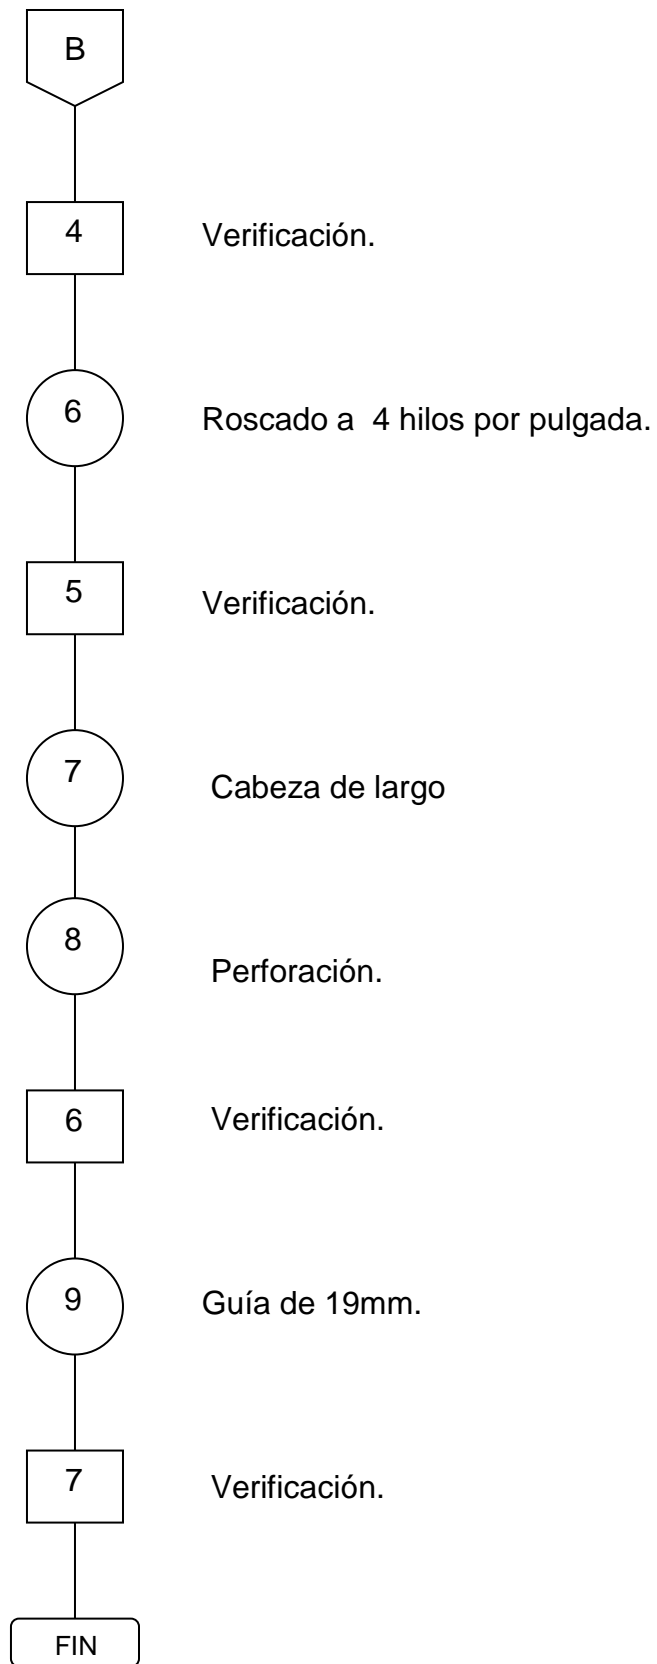 B
4 Verificación.
6 Roscado a  4 hilos por pulgada.
5 Verificación.
7 Cabeza de largo
8 Perforación.
6 Verificación.
9 Guía de 19mm.
7 Verificación.
FIN